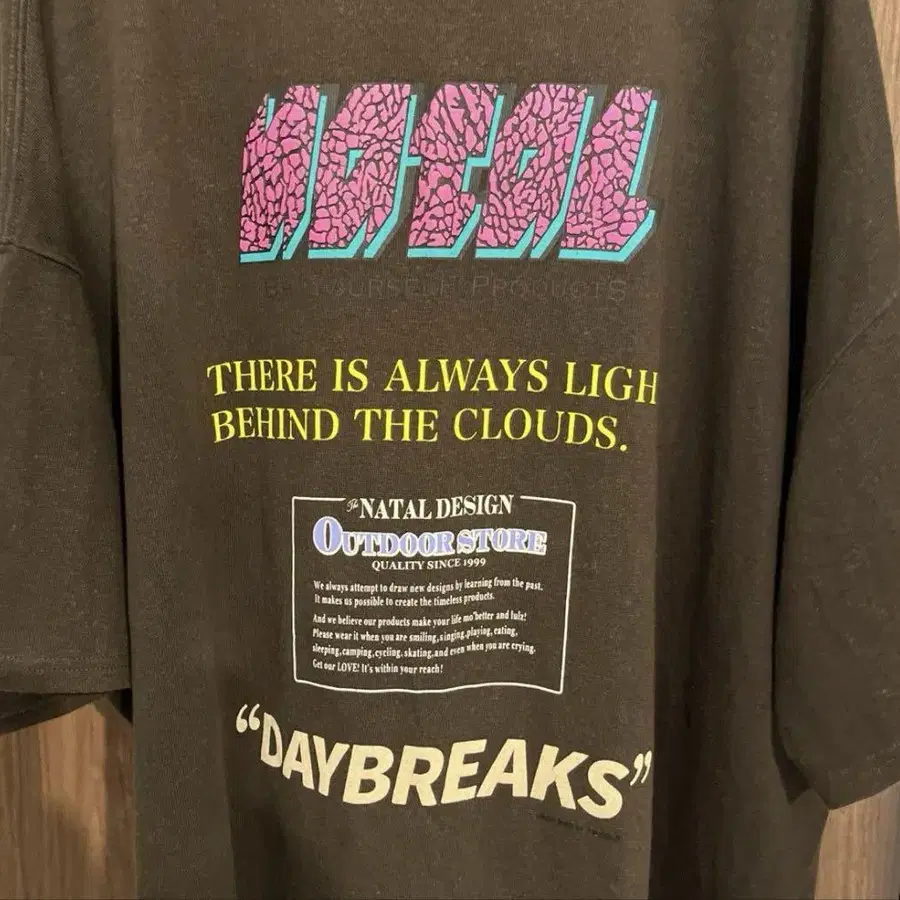 NATAL
BE YOURSELF PRODUCTS
THERE IS ALWAYS LIGH
BEHIND THE CLOUDS.
The NATAL DESIGN
OUTDOOR STORE
QUALITY SINCE 1999
We always attempt to draw new designs by learning from the past.
It makes us possible to create the timeless products.
And we believe our products make your life mo'better and lulz!
Please wear it when you are smiling,singing,playing,eating,
sleeping,camping,cycling,skating,and even when you are crying.
Get our LOVE! It's within your reach!
“DAYBREAKS”